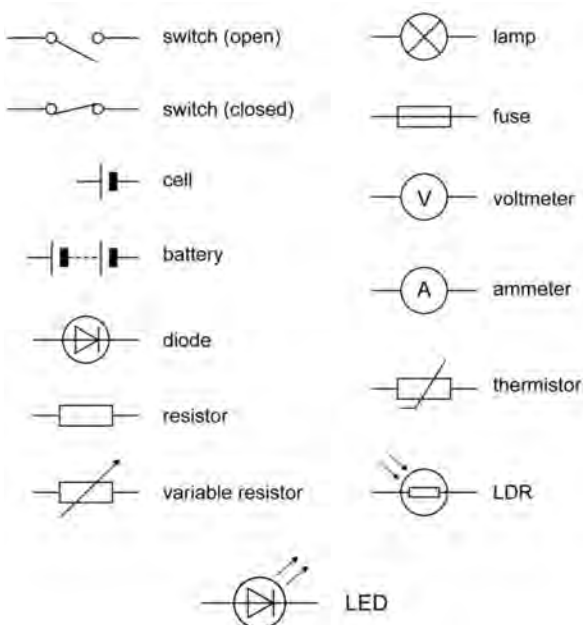 switch (open)
switch (closed)
cell
battery
diode
resistor
variable resistor
lamp
fuse
V
voltmeter
A
ammeter
thermistor
LDR
LED